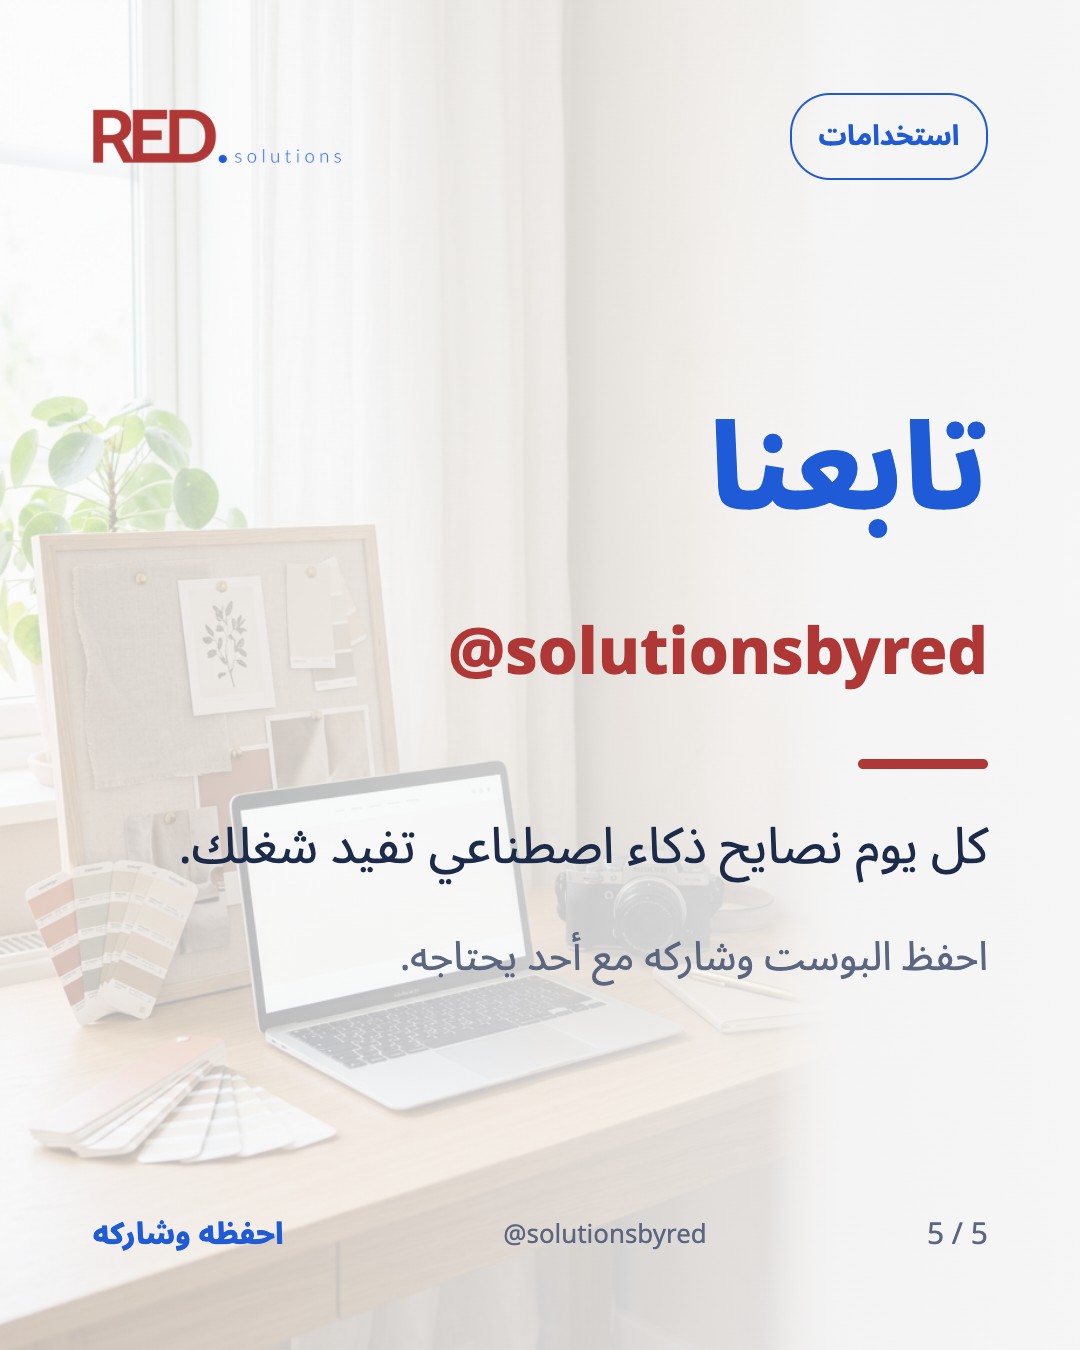 RED.solutions
استخدامات
تابعنا
@solutionsbyred
كل يوم نصايح ذكاء اصطناعي تفيد شغلك.
احفظ البوست وشاركه مع أحد يحتاجه.
احفظه وشاركه
@solutionsbyred
5 / 5